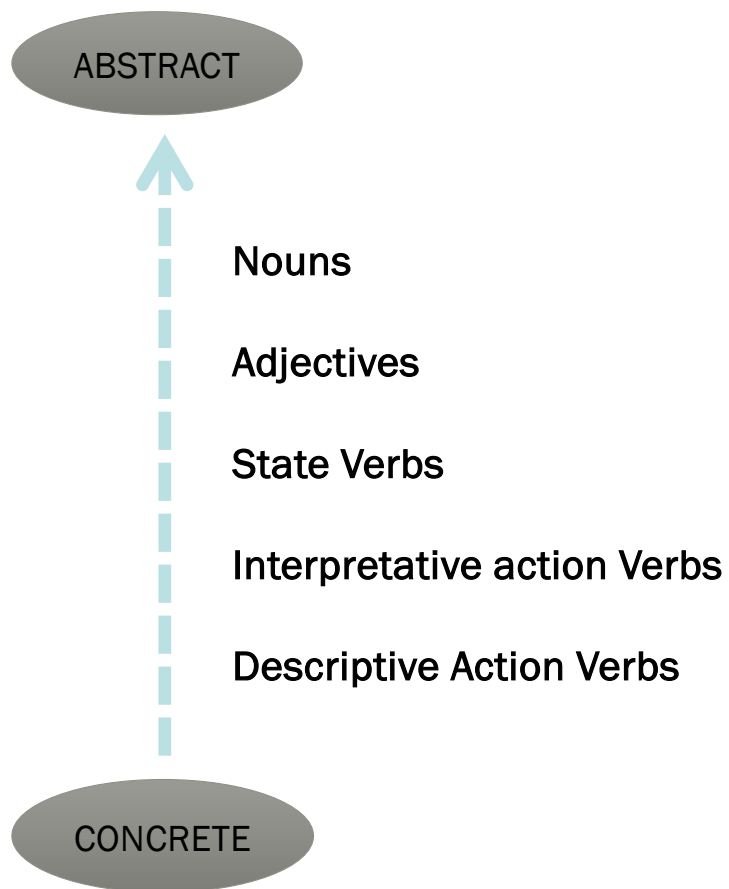 ABSTRACT
Nouns
Adjectives
State Verbs
Interpretative action Verbs
Descriptive Action Verbs
CONCRETE